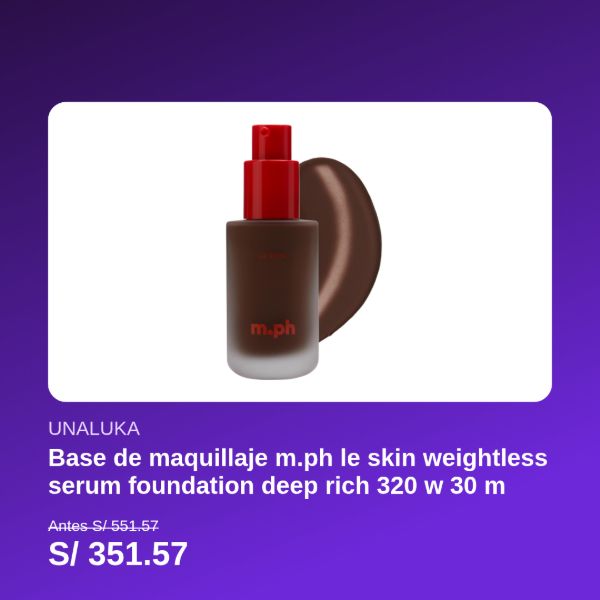 m.ph
UNALUKA
Base de maquillaje m.ph le skin weightless
serum foundation deep rich 320 w 30 m
Antes S/ 551.57
S/ 351.57